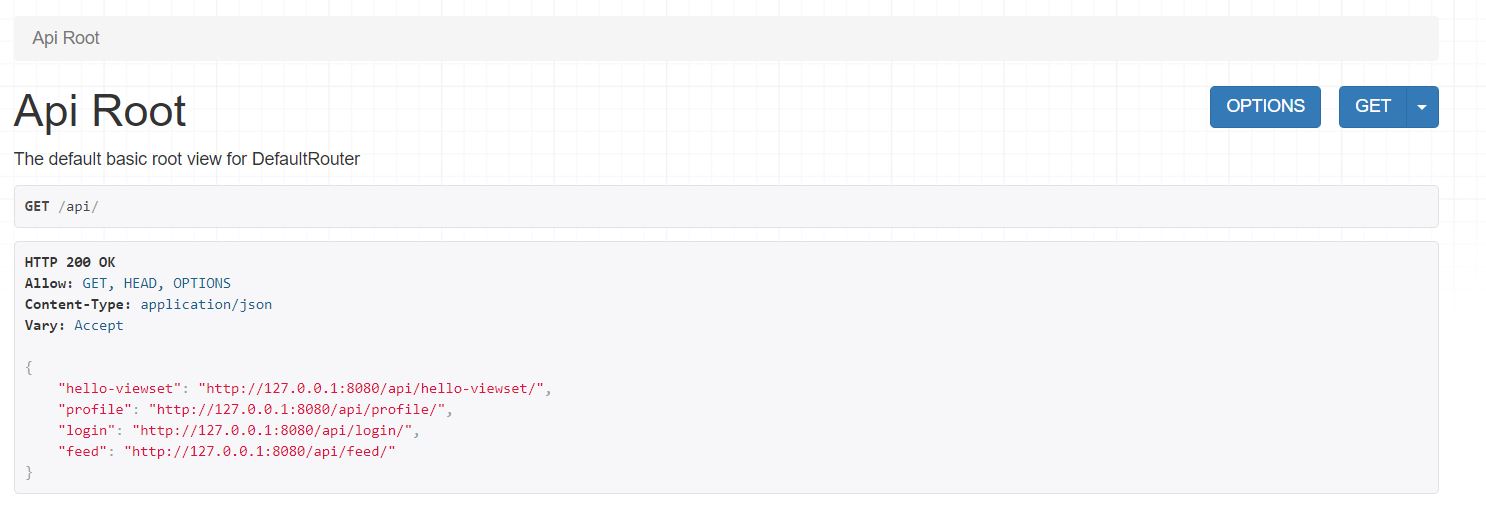 Api Root
Api Root
OPTIONS
GET
The default basic root view for DefaultRouter
GET /api/
HTTP 200 OK
Allow: GET, HEAD, OPTIONS
Content-Type: application/json
Vary: Accept
{
    "hello-viewset": "http://127.0.0.1:8080/api/hello-viewset/",
    "profile": "http://127.0.0.1:8080/api/profile/",
    "login": "http://127.0.0.1:8080/api/login/",
    "feed": "http://127.0.0.1:8080/api/feed/"
}